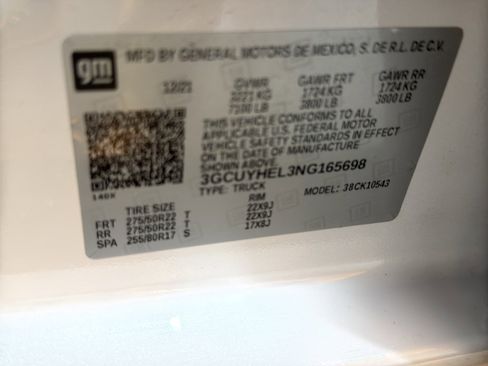 gm
MFD BY GENERAL MOTORS DE MEXICO, S. DE R.L. DE C.V.
12/21 GVWR GAWR FRT GAWR RR
3221 KG 1724 KG 1724 KG
7100 LB 3800 LB 3800 LB
THIS VEHICLE CONFORMS TO ALL
APPLICABLE U.S. FEDERAL MOTOR
VEHICLE SAFETY STANDARDS IN EFFECT
ON THE DATE OF MANUFACTURE
SHOWN ABOVE
3GCUYHEL3NG165698
TYPE: TRUCK MODEL: 38CK10543
TIRE SIZE RIM
FRT 275/50R22 T 22X9J
RR 275/50R22 T 22X9J
SPA 255/80R17 S 17X8J